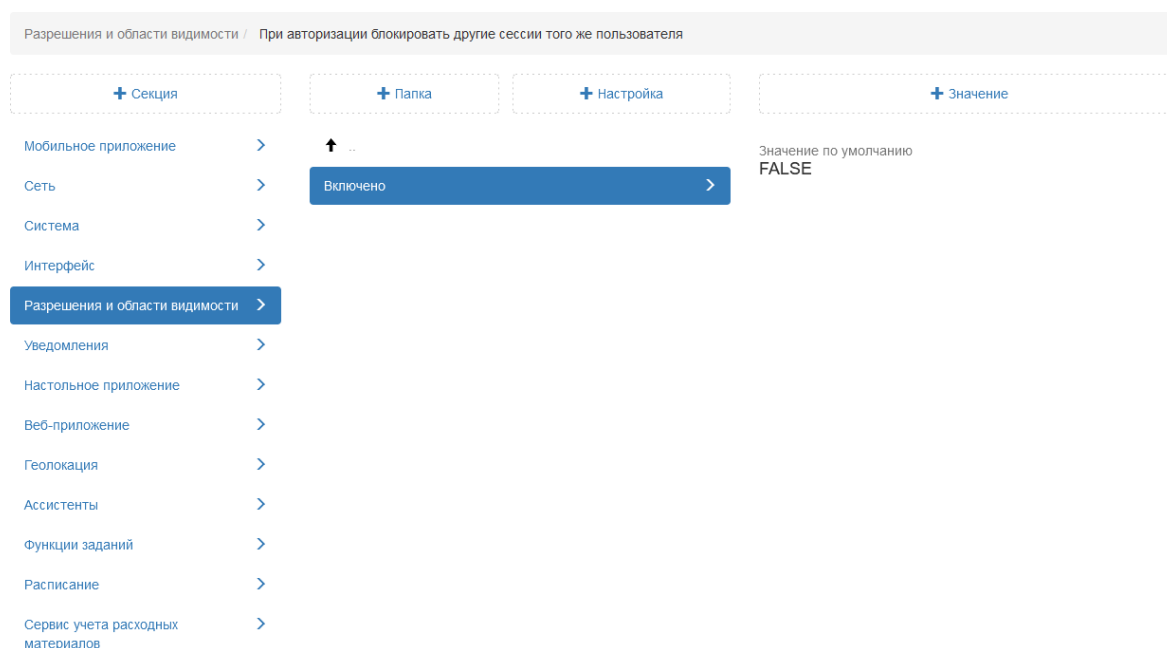 Разрешения и области видимости / При авторизации блокировать другие сессии того же пользователя
+ Секция
+ Папка
+ Настройка
+ Значение
Мобильное приложение
Сеть
Система
Интерфейс
Разрешения и области видимости
Уведомления
Настольное приложение
Веб-приложение
Геолокация
Ассистенты
Функции заданий
Расписание
Сервис учета расходных
материалов
..
Включено
Значение по умолчанию
FALSE